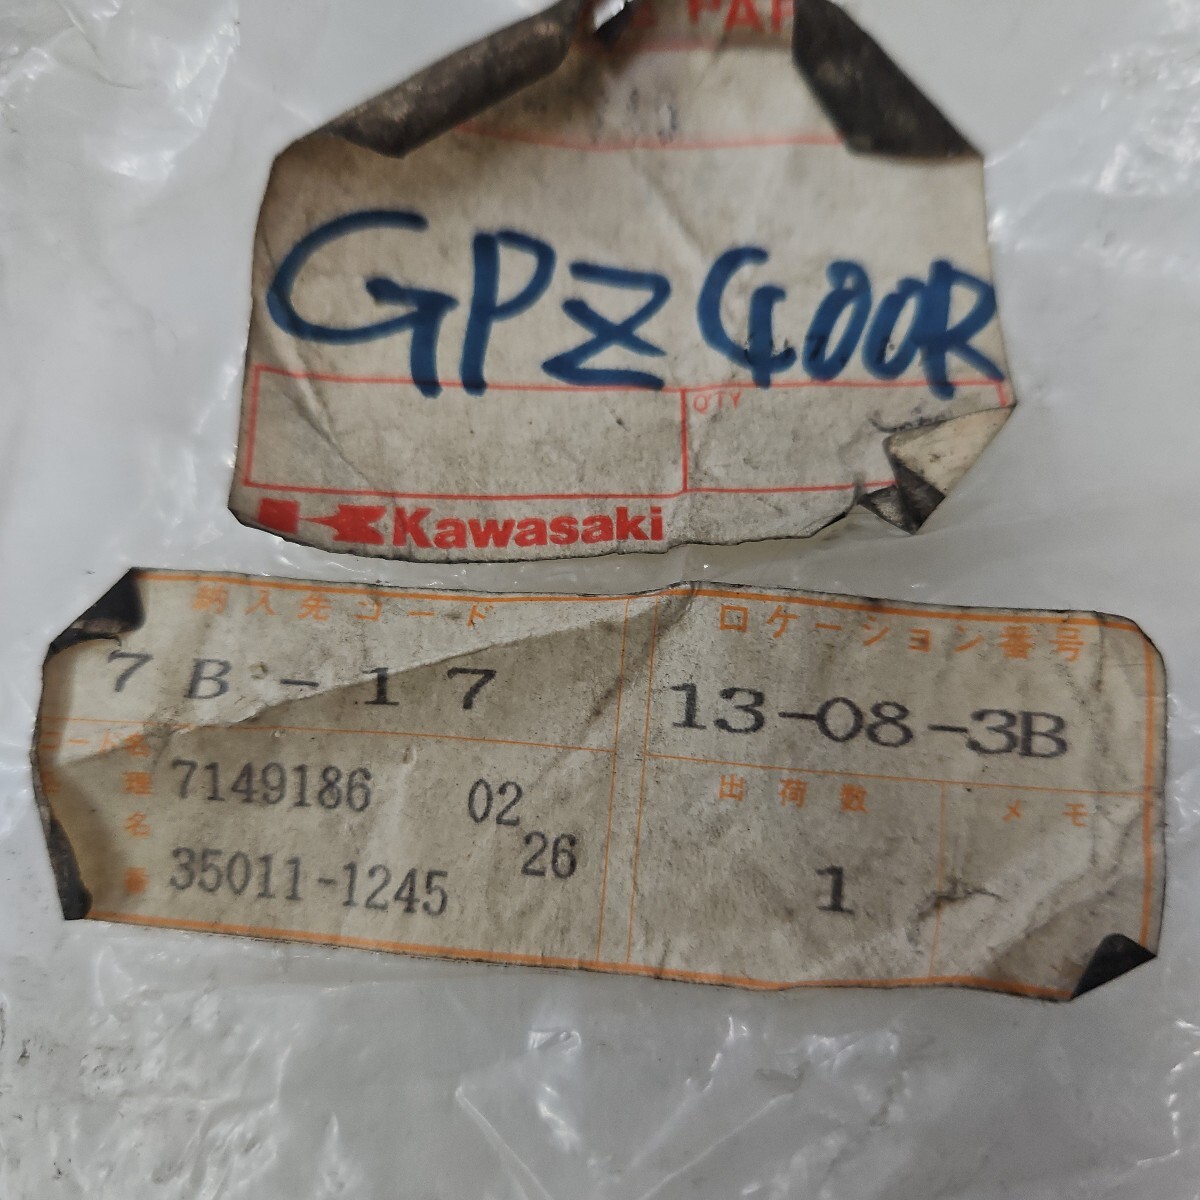 PAR
GPZ400R
QTY
Kawasaki
納入先コード
ロケーション番号
7B-17
13-08-3B
出荷数
メモ
7149186 02
26
35011-1245
1